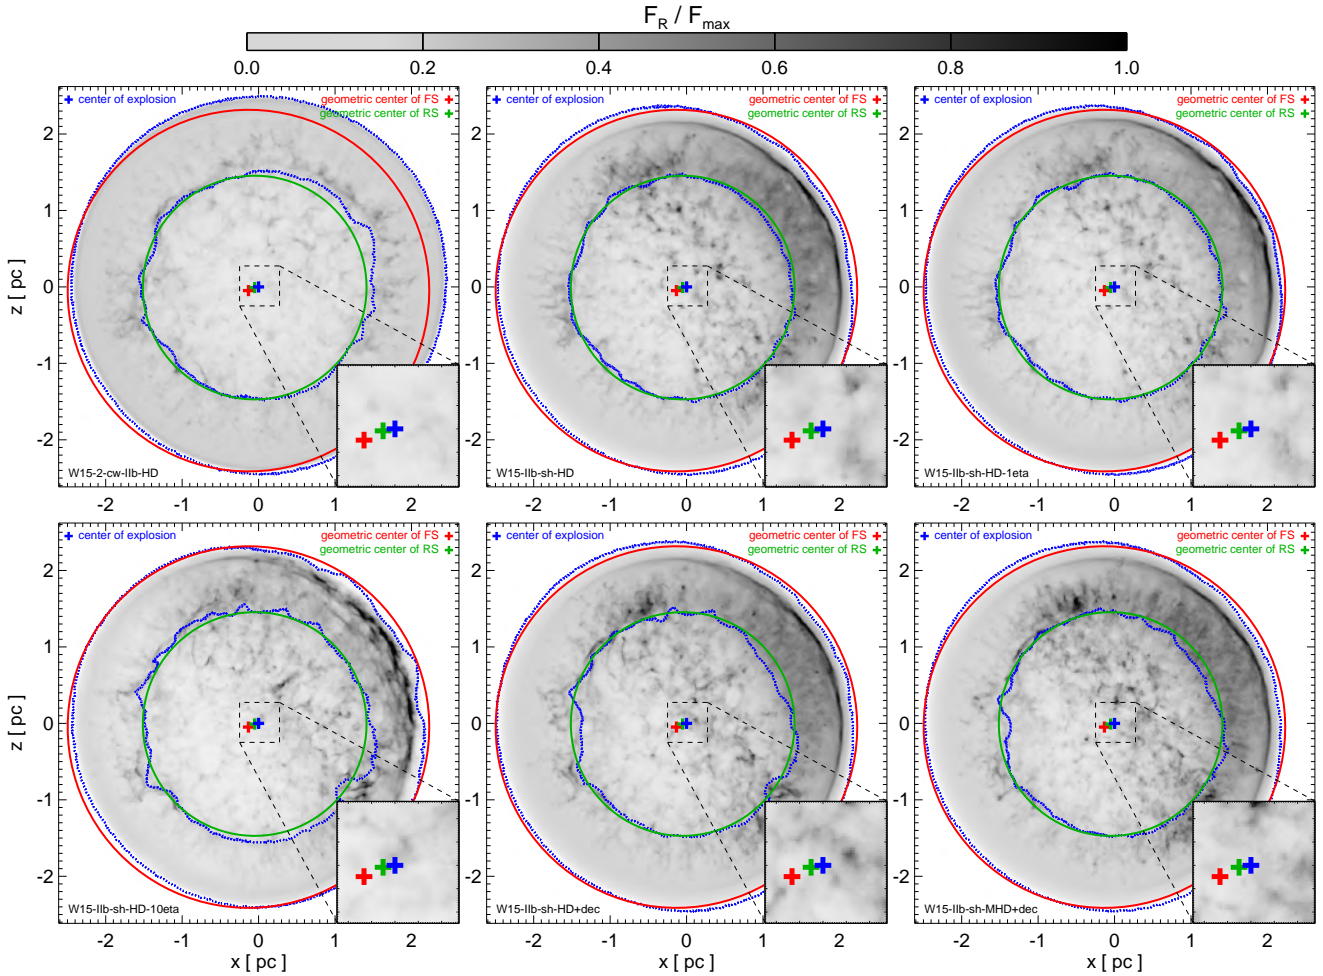 F_R / F_max
0.0 0.2 0.4 0.6 0.8 1.0
center of explosion geometric center of FS
geometric center of RS
center of explosion geometric center of FS
geometric center of RS
center of explosion geometric center of FS
geometric center of RS
2
1
0
-1
-2
z [ pc ]
W15-2-cw-IIb-HD
W15-IIb-sh-HD
W15-IIb-sh-HD-1eta
-2 -1 0 1 2
-2 -1 0 1 2
-2 -1 0 1 2
center of explosion geometric center of FS
geometric center of RS
center of explosion geometric center of FS
geometric center of RS
center of explosion geometric center of FS
geometric center of RS
2
1
0
-1
-2
z [ pc ]
W15-IIb-sh-HD-10eta
W15-IIb-sh-HD+dec
W15-IIb-sh-MHD+dec
-2 -1 0 1 2
-2 -1 0 1 2
-2 -1 0 1 2
x [ pc ]
x [ pc ]
x [ pc ]